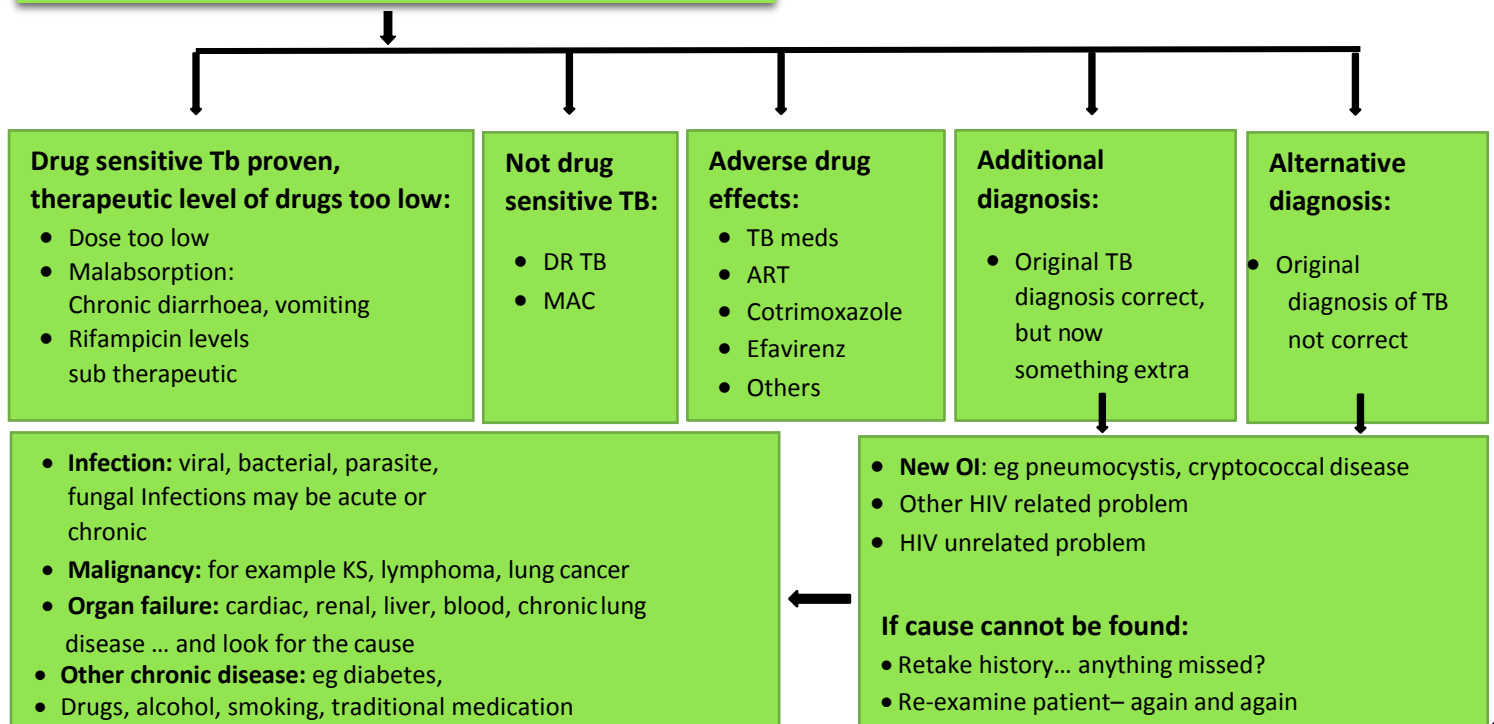 Drug sensitive Tb proven,
therapeutic level of drugs too low:
• Dose too low
• Malabsorption:
Chronic diarrhoea, vomiting
• Rifampicin levels
sub therapeutic
Not drug
sensitive TB:
• DR TB
• MAC
Adverse drug
effects:
• TB meds
• ART
• Cotrimoxazole
• Efavirenz
• Others
Additional
diagnosis:
• Original TB
diagnosis correct,
but now
something extra
Alternative
diagnosis:
• Original
diagnosis of TB
not correct
• New OI: eg pneumocystis, cryptococcal disease
• Other HIV related problem
• HIV unrelated problem
If cause cannot be found:
• Retake history... anything missed?
• Re-examine patient– again and again
• Infection: viral, bacterial, parasite,
fungal Infections may be acute or
chronic
• Malignancy: for example KS, lymphoma, lung cancer
• Organ failure: cardiac, renal, liver, blood, chronic lung
disease ... and look for the cause
• Other chronic disease: eg diabetes,
• Drugs, alcohol, smoking, traditional medication